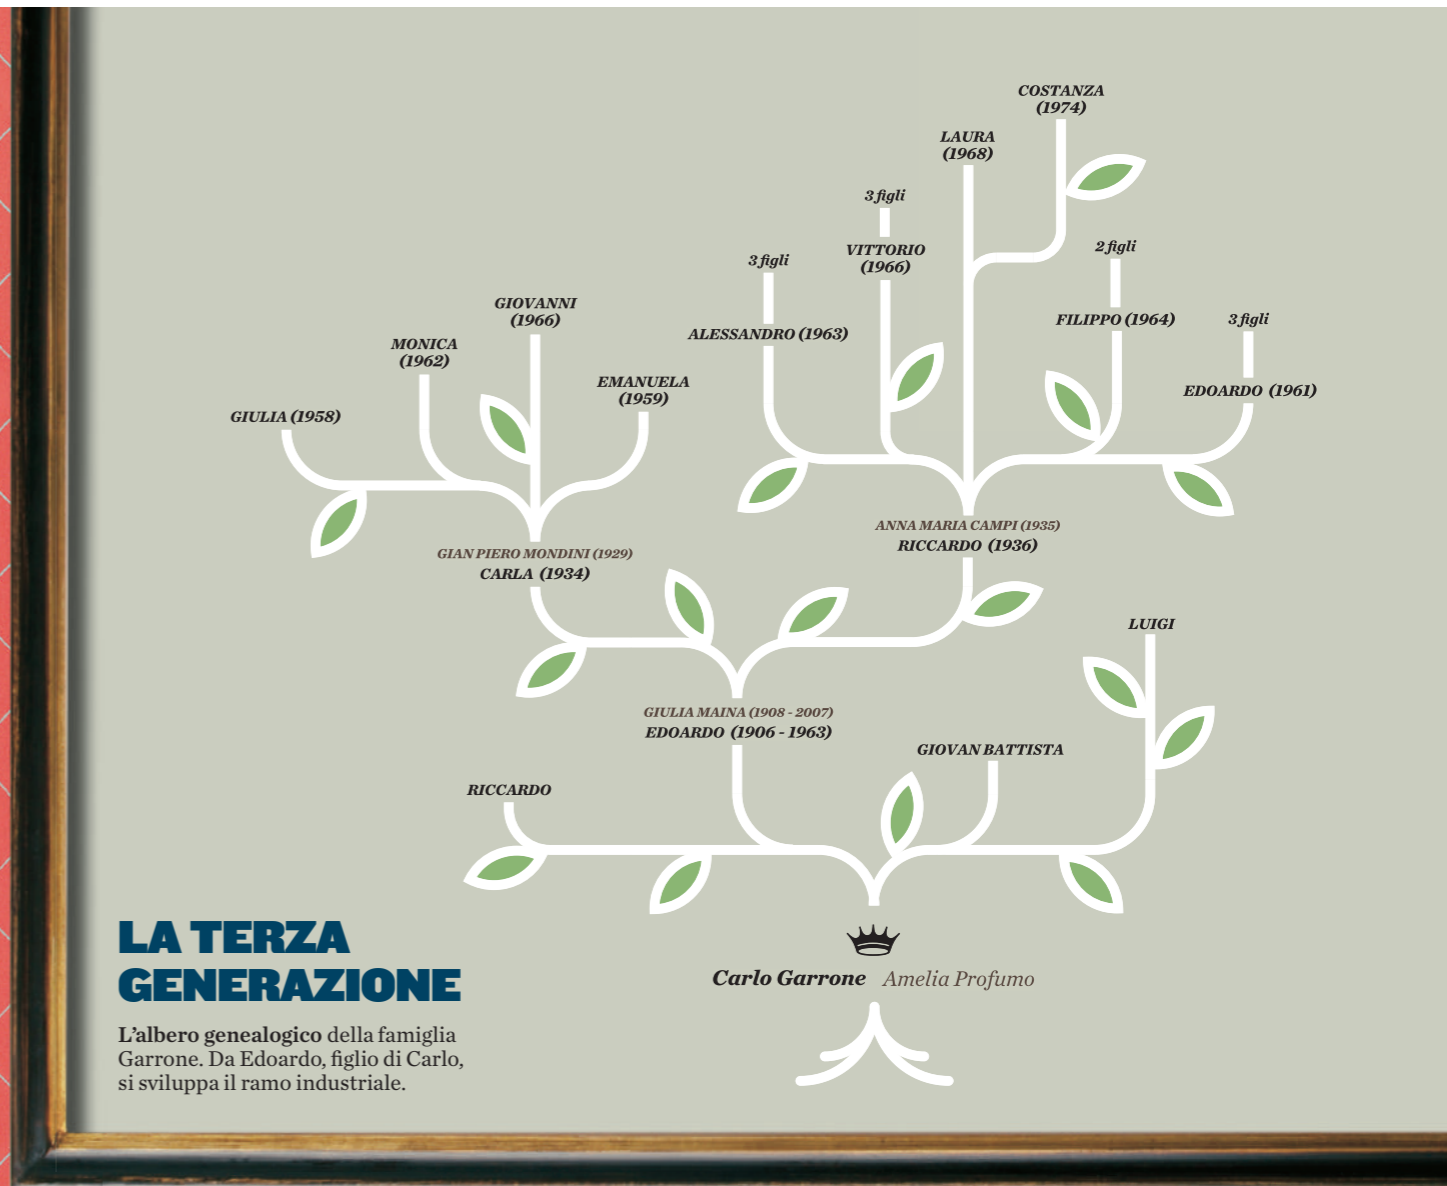 COSTANZA
(1974)
LAURA
(1968)
3 figli
VITTORIO
(1966)
2 figli
3 figli
GIOVANNI
(1966)
FILIPPO (1964)
3 figli
ALESSANDRO (1963)
MONICA
(1962)
EMANUELA
(1959)
EDOARDO (1961)
GIULIA (1958)
ANNA MARIA CAMPI (1935)
RICCARDO (1936)
GIAN PIERO MONDINI (1929)
CARLA (1934)
LUIGI
GIULIA MAINA (1908 - 2007)
EDOARDO (1906 - 1963)
GIOVAN BATTISTA
RICCARDO
Carlo Garrone Amelia Profumo
LA TERZA
GENERAZIONE
L'albero genealogico della famiglia
Garrone. Da Edoardo, figlio di Carlo,
si sviluppa il ramo industriale.